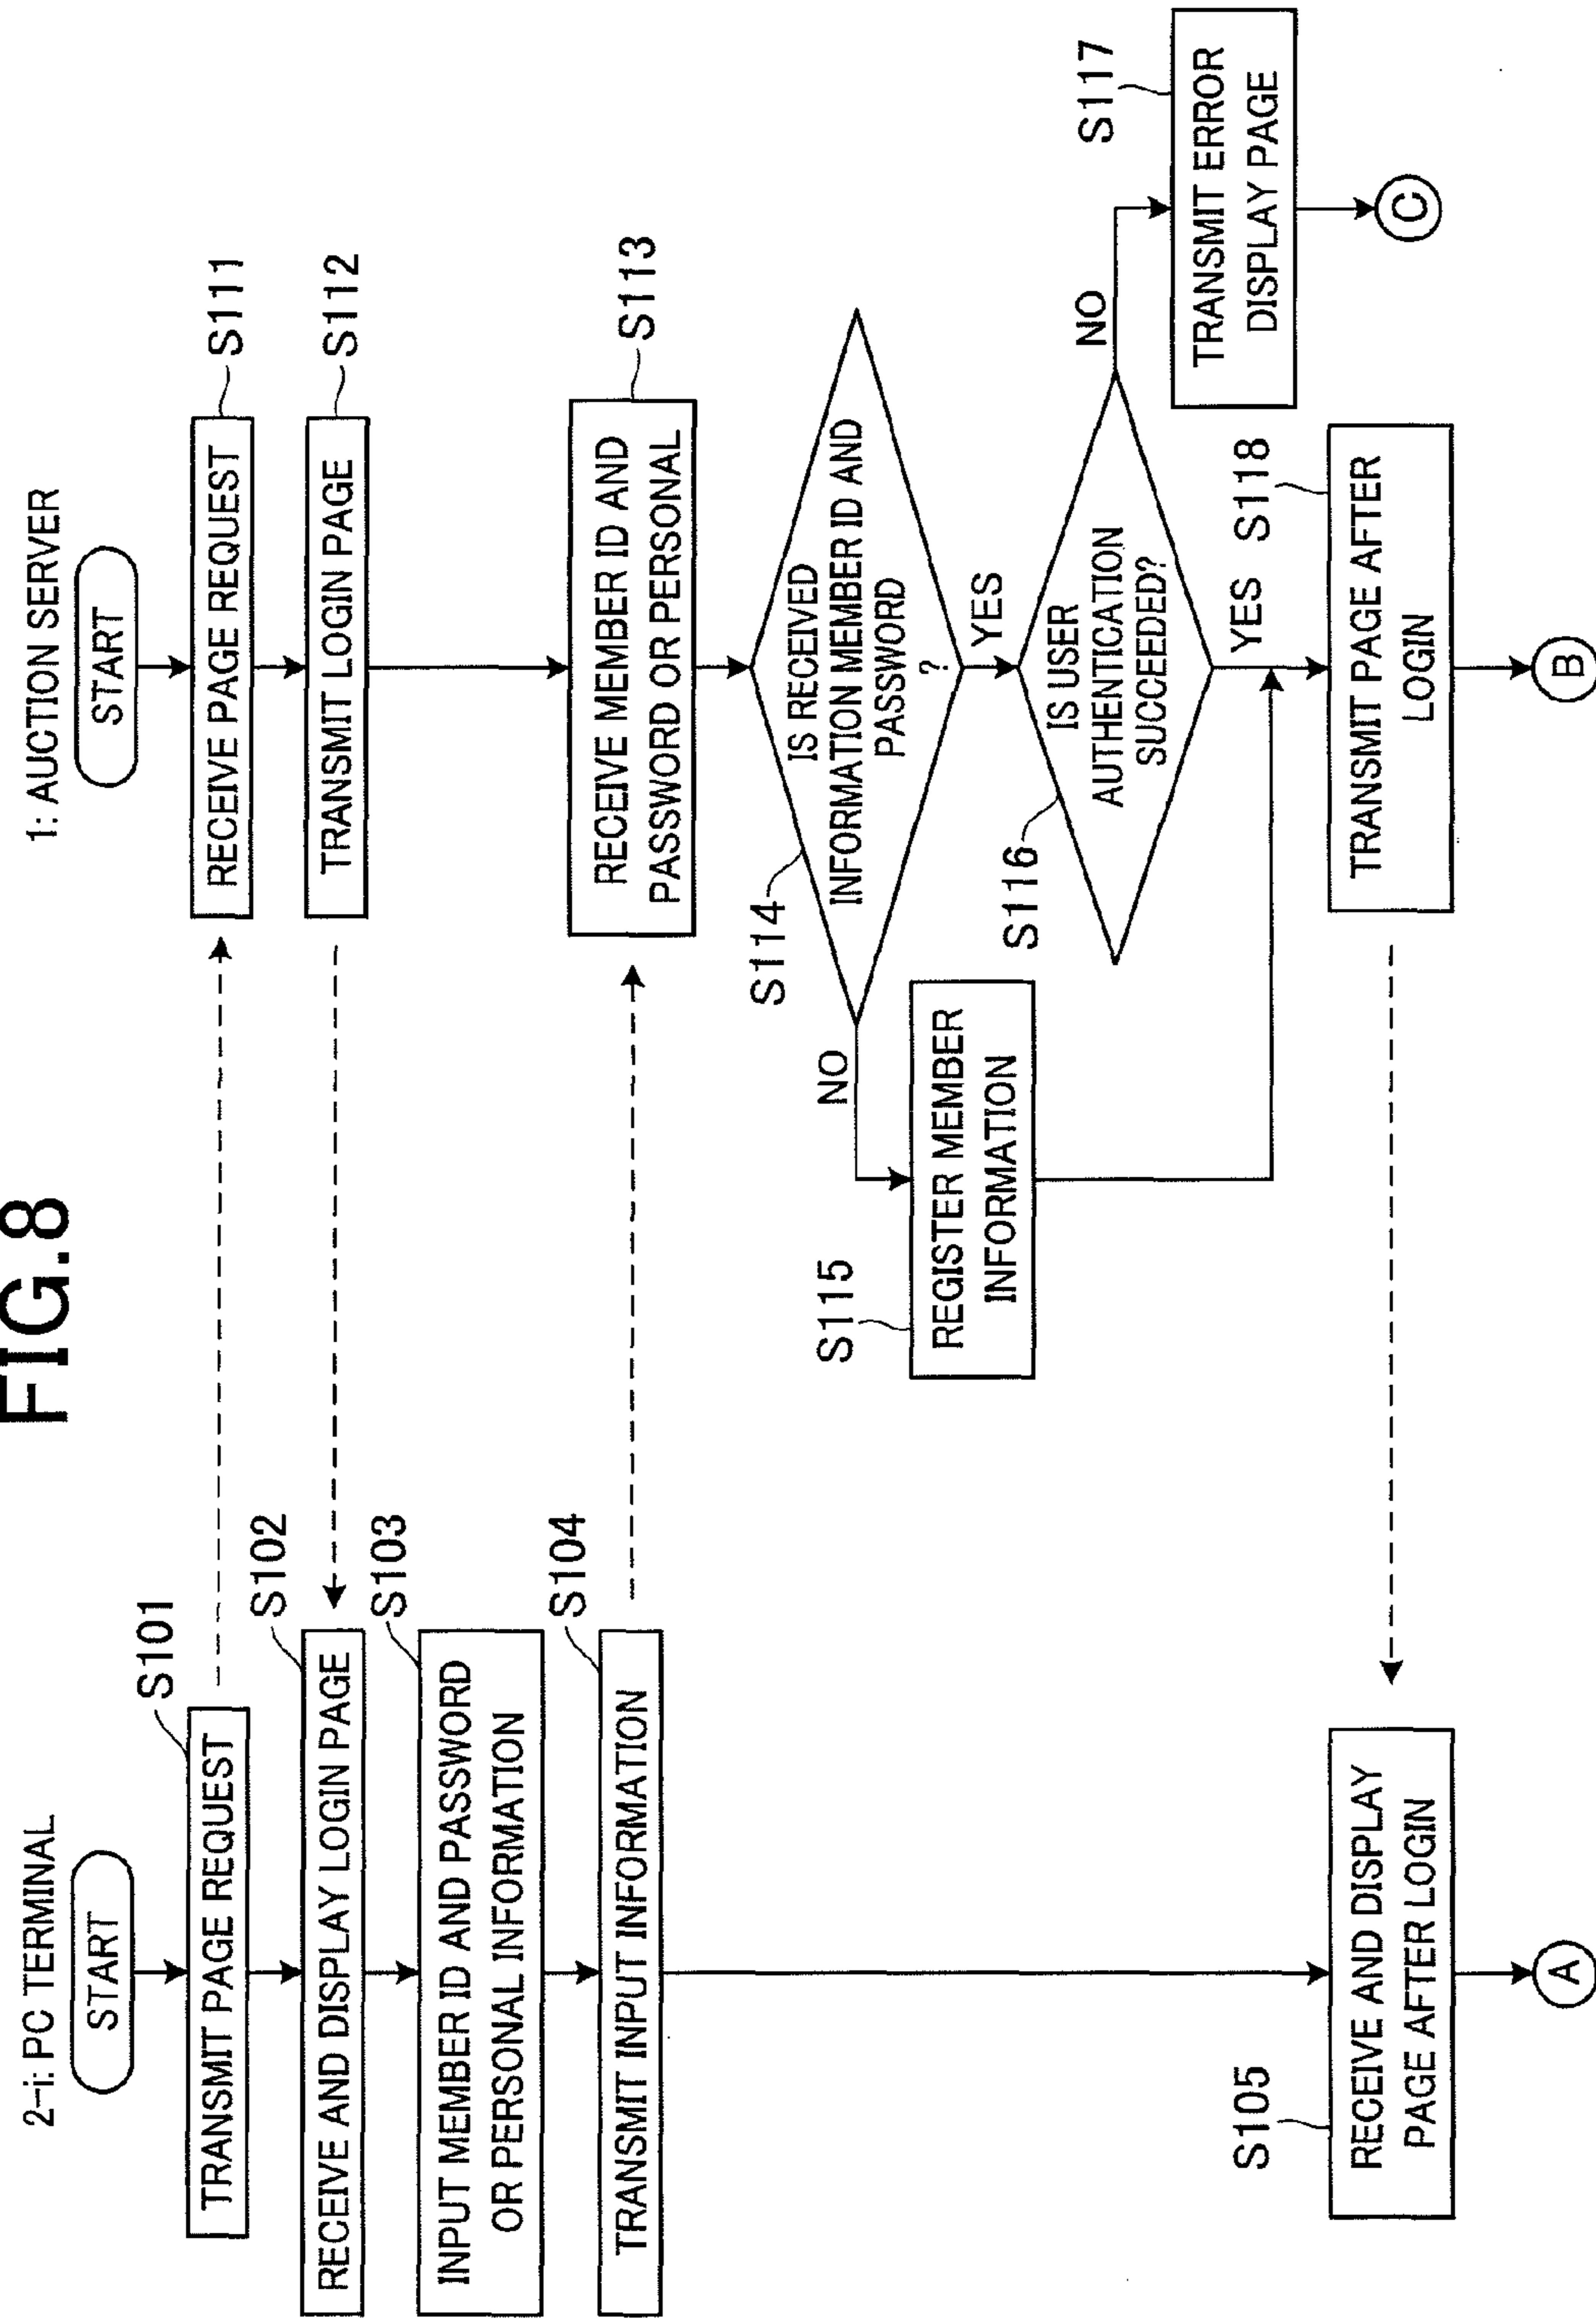 FIG.8
2-i: PC TERMINAL
START
S101
TRANSMIT PAGE REQUEST
S102
RECEIVE AND DISPLAY LOGIN PAGE
S103
INPUT MEMBER ID AND PASSWORD
OR PERSONAL INFORMATION
S104
TRANSMIT INPUT INFORMATION
S105
RECEIVE AND DISPLAY
PAGE AFTER LOGIN
A
1: AUCTION SERVER
START
RECEIVE PAGE REQUEST
S111
TRANSMIT LOGIN PAGE
S112
RECEIVE MEMBER ID AND
PASSWORD OR PERSONAL
S113
S114
IS RECEIVED
INFORMATION MEMBER ID AND
PASSWORD
?
NO
YES
S115
REGISTER MEMBER
INFORMATION
S116
IS USER
AUTHENTICATION
SUCCEEDED?
NO
YES
S117
TRANSMIT ERROR
DISPLAY PAGE
C
S118
TRANSMIT PAGE AFTER
LOGIN
B